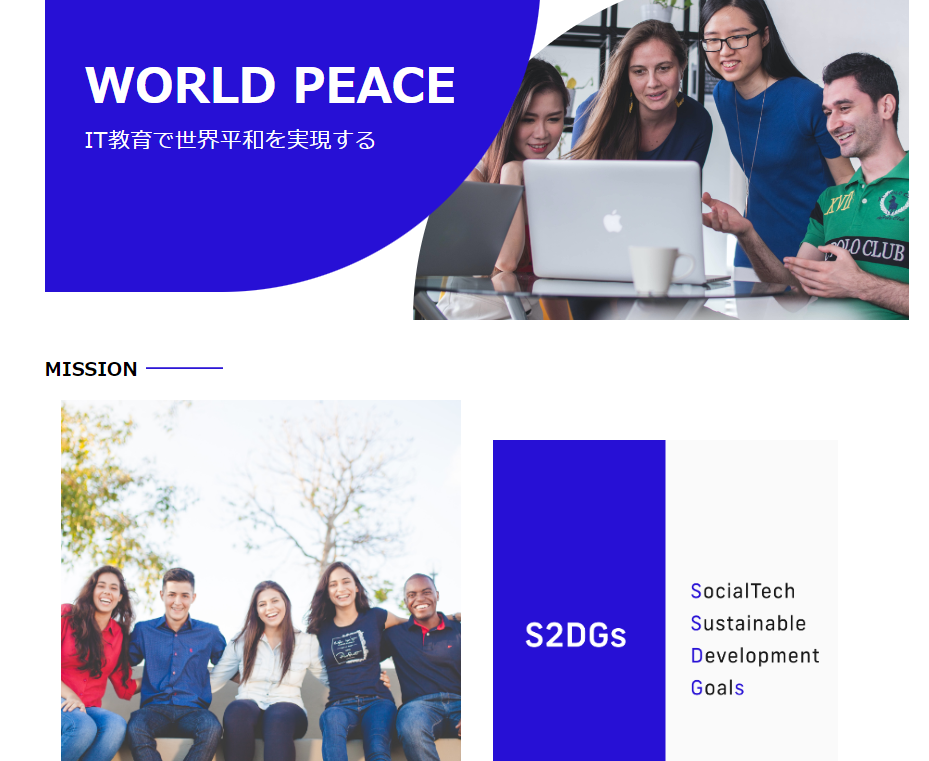 WORLD PEACE
IT教育で世界平和を実現する
XVII
POLO CLUB
MISSION
S2DGs
SocialTech
Sustainable
Development
Goals